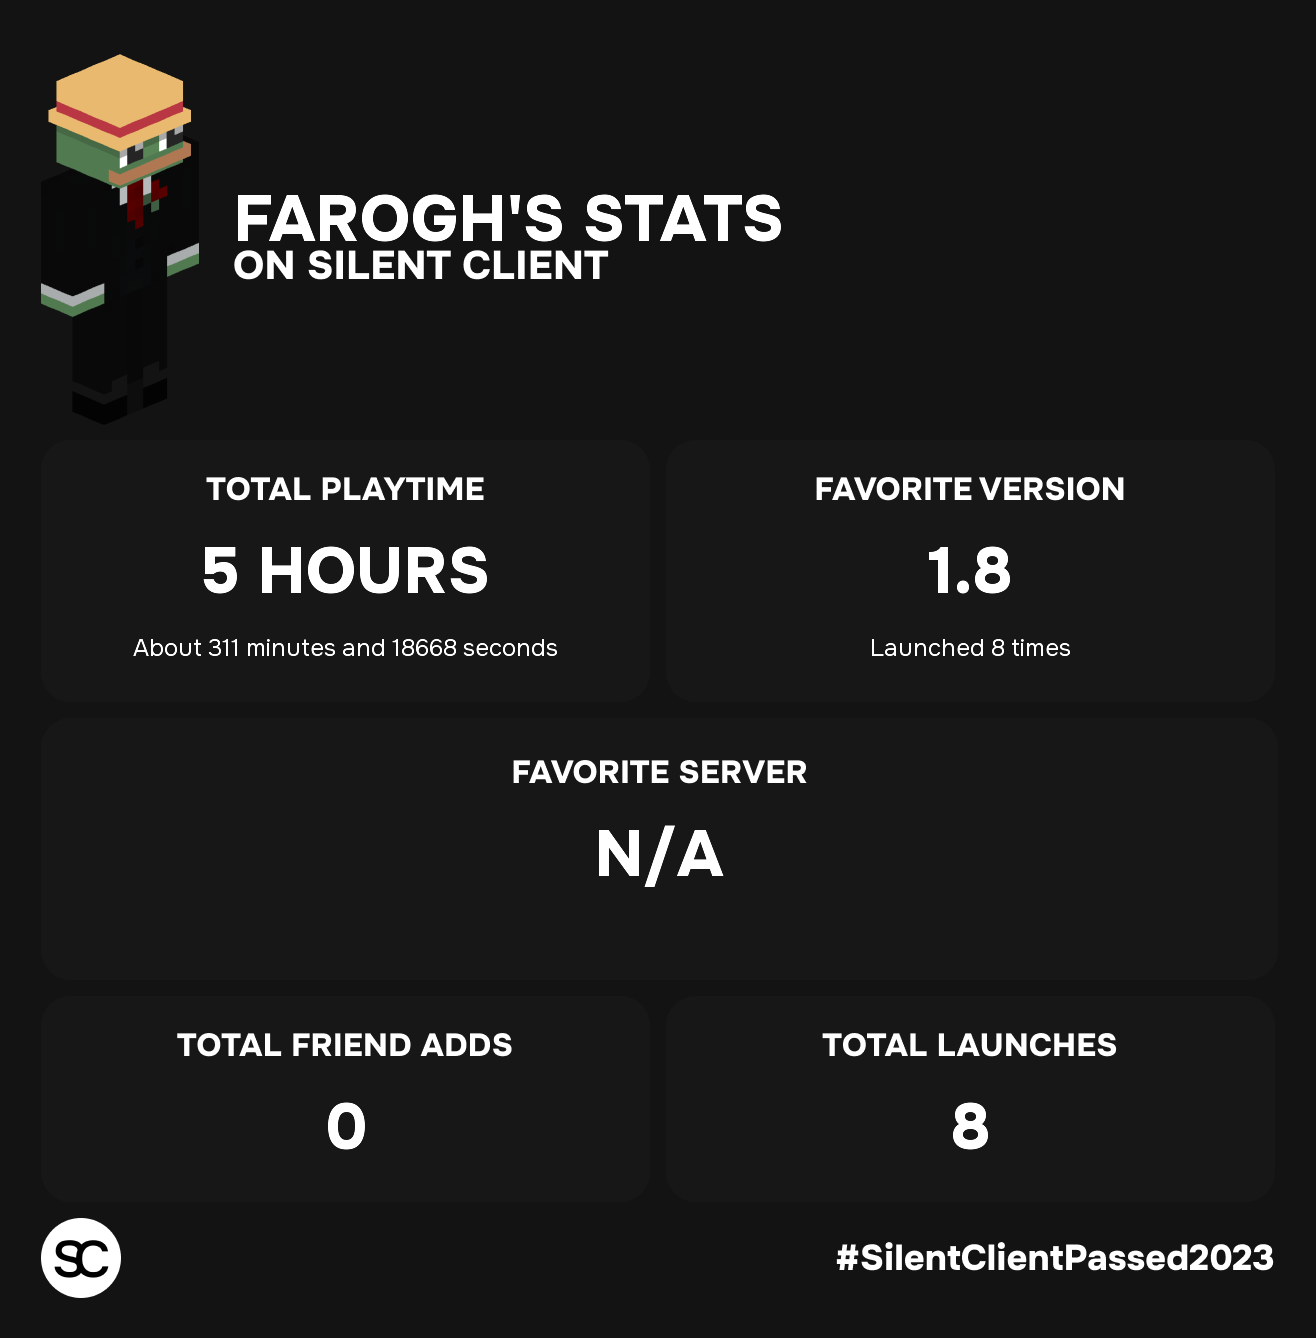 FAROGH'S STATS
ON SILENT CLIENT
TOTAL PLAYTIME
5 HOURS
About 311 minutes and 18668 seconds
FAVORITE VERSION
1.8
Launched 8 times
FAVORITE SERVER
N/A
TOTAL FRIEND ADDS
0
TOTAL LAUNCHES
8
SC
#SilentClientPassed2023